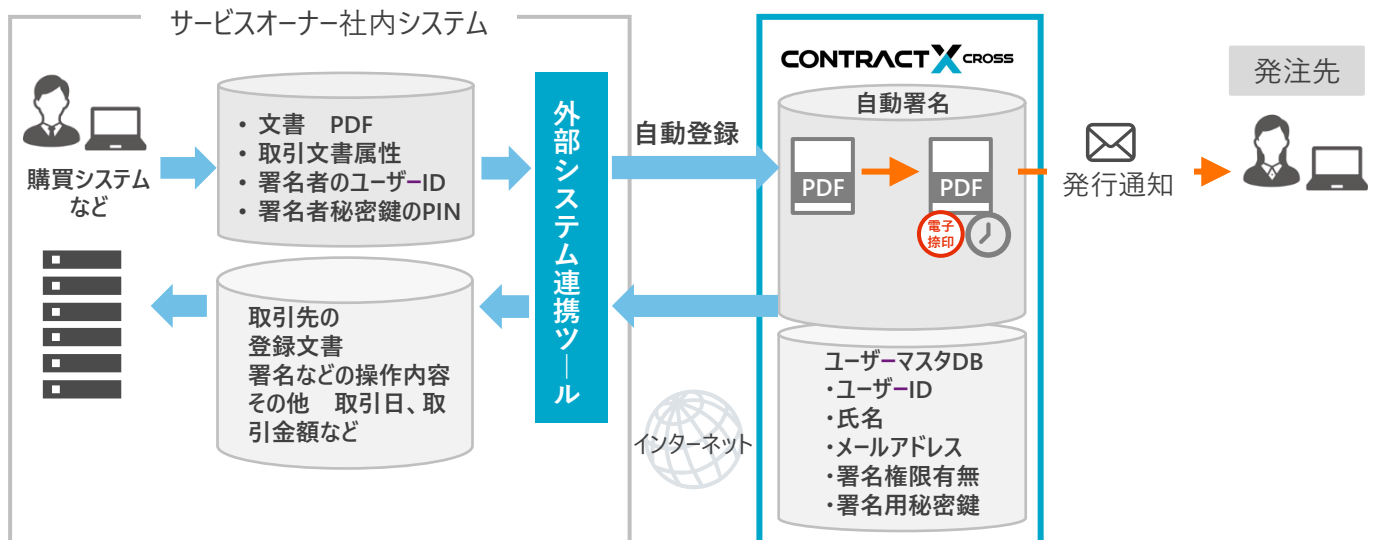 サービスオーナー社内システム
購買システム
など
・ 文書　PDF
・ 取引文書属性
・ 署名者のユーザーID
・ 署名者秘密鍵のPIN
取引先の
登録文書
署名などの操作内容
その他　取引日、取
引金額など
外部システム連携ツール
自動登録
インターネット
CONTRACT X CROSS
自動署名
PDF
PDF
電子
捺印
ユーザーマスタDB
・ユーザーID
・氏名
・メールアドレス
・署名権限有無
・署名用秘密鍵
発行通知
発注先